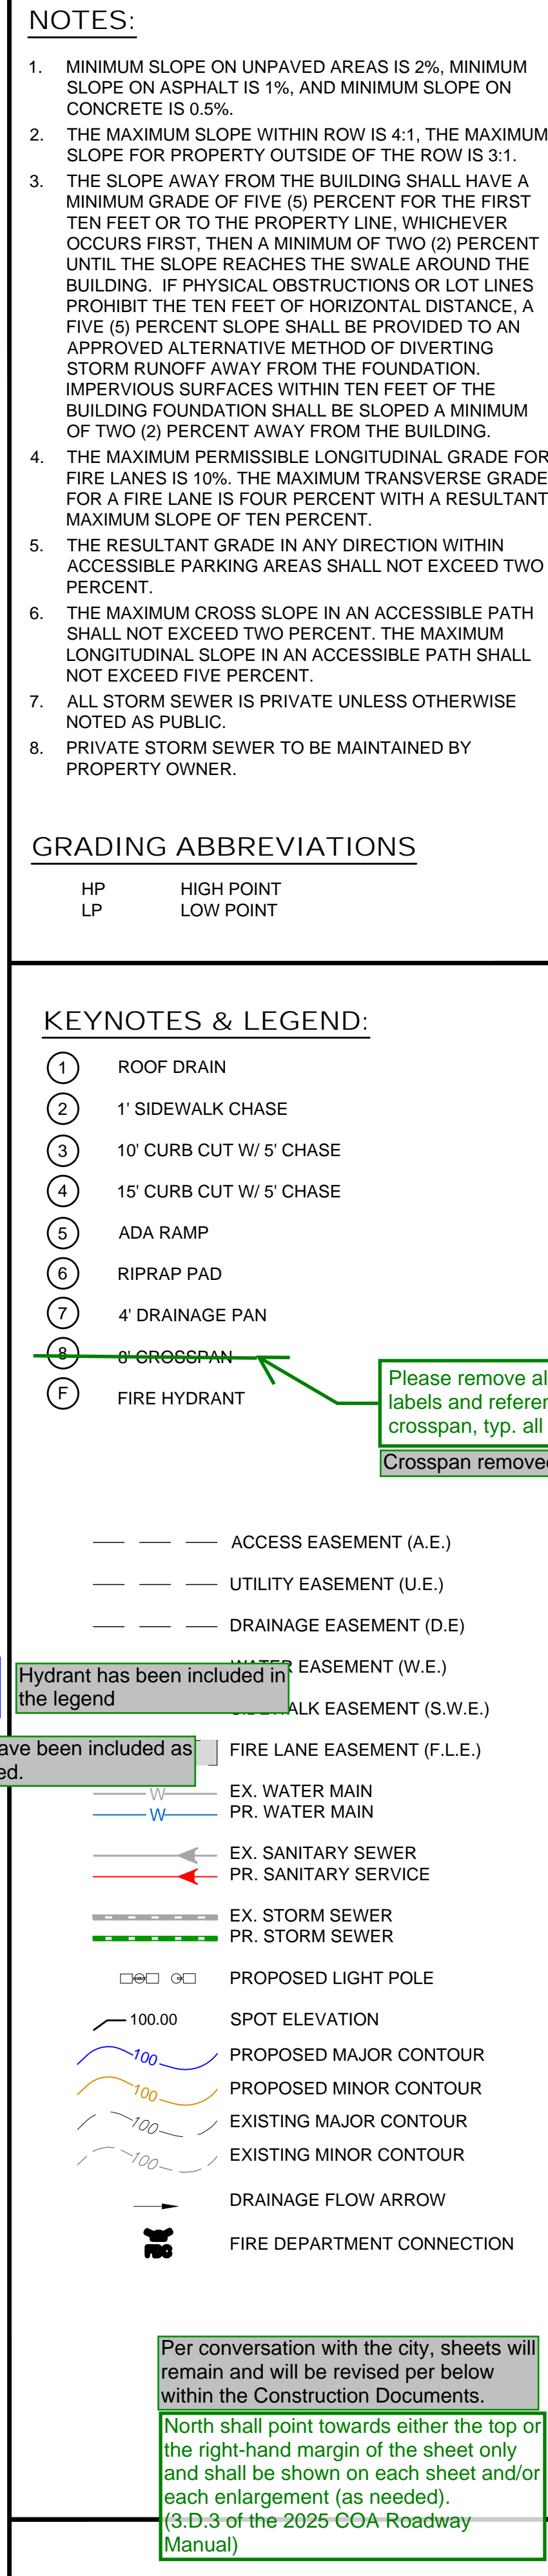 NOTES:
1. MINIMUM SLOPE ON UNPAVED AREAS IS 2%, MINIMUM
SLOPE ON ASPHALT IS 1%, AND MINIMUM SLOPE ON
CONCRETE IS 0.5%.
2. THE MAXIMUM SLOPE WITHIN ROW IS 4:1, THE MAXIMUM
SLOPE FOR PROPERTY OUTSIDE OF THE ROW IS 3:1.
3. THE SLOPE AWAY FROM THE BUILDING SHALL HAVE A
MINIMUM GRADE OF FIVE (5) PERCENT FOR THE FIRST
TEN FEET OR TO THE PROPERTY LINE, WHICHEVER
OCCURS FIRST, THEN A MINIMUM OF TWO (2) PERCENT
UNTIL THE SLOPE REACHES THE SWALE AROUND THE
BUILDING. IF PHYSICAL OBSTRUCTIONS OR LOT LINES
PROHIBIT THE TEN FEET OF HORIZONTAL DISTANCE, A
FIVE (5) PERCENT SLOPE SHALL BE PROVIDED TO AN
APPROVED ALTERNATIVE METHOD OF DIVERTING
STORM RUNOFF AWAY FROM THE FOUNDATION.
IMPERVIOUS SURFACES WITHIN TEN FEET OF THE
BUILDING FOUNDATION SHALL BE SLOPED A MINIMUM
OF TWO (2) PERCENT AWAY FROM THE BUILDING.
4. THE MAXIMUM PERMISSIBLE LONGITUDINAL GRADE FOR
FIRE LANES IS 10%. THE MAXIMUM TRANSVERSE GRADE
FOR A FIRE LANE IS FOUR PERCENT WITH A RESULTANT
MAXIMUM SLOPE OF TEN PERCENT.
5. THE RESULTANT GRADE IN ANY DIRECTION WITHIN
ACCESSIBLE PARKING AREAS SHALL NOT EXCEED TWO
PERCENT.
6. THE MAXIMUM CROSS SLOPE IN AN ACCESSIBLE PATH
SHALL NOT EXCEED TWO PERCENT. THE MAXIMUM
LONGITUDINAL SLOPE IN AN ACCESSIBLE PATH SHALL
NOT EXCEED FIVE PERCENT.
7. ALL STORM SEWER IS PRIVATE UNLESS OTHERWISE
NOTED AS PUBLIC.
8. PRIVATE STORM SEWER TO BE MAINTAINED BY
PROPERTY OWNER.
GRADING ABBREVIATIONS
HP HIGH POINT
LP LOW POINT
KEYNOTES & LEGEND:
1 ROOF DRAIN
2 1' SIDEWALK CHASE
3 10' CURB CUT W/ 5' CHASE
4 15' CURB CUT W/ 5' CHASE
5 ADA RAMP
6 RIPRAP PAD
7 4' DRAINAGE PAN
8 8' CROSSPAN
F FIRE HYDRANT
Please remove al
labels and referen
crosspan, typ. all
Crosspan removed
ACCESS EASEMENT (A.E.)
UTILITY EASEMENT (U.E.)
DRAINAGE EASEMENT (D.E)
EASEMENT (W.E.)
Hydrant has been included in
the legend
EASEMENT (S.W.E.)
ave been included as
ed.
FIRE LANE EASEMENT (F.L.E.)
W EX. WATER MAIN
W PR. WATER MAIN
EX. SANITARY SEWER
PR. SANITARY SERVICE
EX. STORM SEWER
PR. STORM SEWER
PROPOSED LIGHT POLE
100.00 SPOT ELEVATION
100 PROPOSED MAJOR CONTOUR
100 PROPOSED MINOR CONTOUR
100 EXISTING MAJOR CONTOUR
100 EXISTING MINOR CONTOUR
DRAINAGE FLOW ARROW
FDC FIRE DEPARTMENT CONNECTION
Per conversation with the city, sheets will
remain and will be revised per below
within the Construction Documents.
North shall point towards either the top or
the right-hand margin of the sheet only
and shall be shown on each sheet and/or
each enlargement (as needed).
(3.D.3 of the 2025 COA Roadway
Manual)